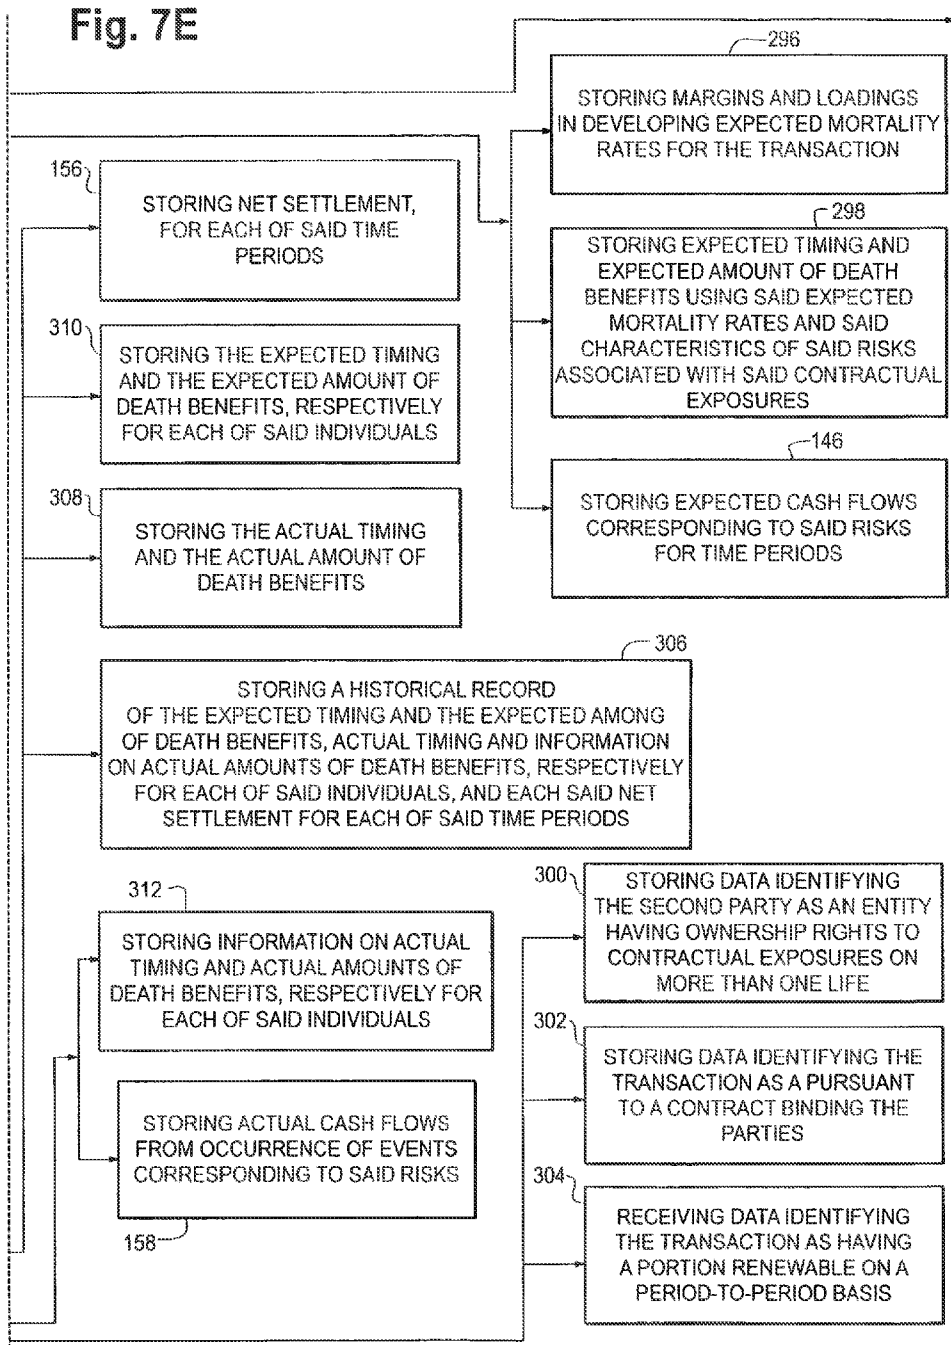 Fig. 7E
296
STORING MARGINS AND LOADINGS
IN DEVELOPING EXPECTED MORTALITY
RATES FOR THE TRANSACTION
156
STORING NET SETTLEMENT,
FOR EACH OF SAID TIME
PERIODS
298
STORING EXPECTED TIMING AND
EXPECTED AMOUNT OF DEATH
BENEFITS USING SAID EXPECTED
MORTALITY RATES AND SAID
CHARACTERISTICS OF SAID RISKS
ASSOCIATED WITH SAID CONTRACTUAL
EXPOSURES
310
STORING THE EXPECTED TIMING
AND THE EXPECTED AMOUNT OF
DEATH BENEFITS, RESPECTIVELY
FOR EACH OF SAID INDIVIDUALS
146
STORING EXPECTED CASH FLOWS
CORRESPONDING TO SAID RISKS
FOR TIME PERIODS
308
STORING THE ACTUAL TIMING
AND THE ACTUAL AMOUNT OF
DEATH BENEFITS
306
STORING A HISTORICAL RECORD
OF THE EXPECTED TIMING AND THE EXPECTED AMONG
OF DEATH BENEFITS, ACTUAL TIMING AND INFORMATION
ON ACTUAL AMOUNTS OF DEATH BENEFITS, RESPECTIVELY
FOR EACH OF SAID INDIVIDUALS, AND EACH SAID NET
SETTLEMENT FOR EACH OF SAID TIME PERIODS
312
STORING INFORMATION ON ACTUAL
TIMING AND ACTUAL AMOUNTS OF
DEATH BENEFITS, RESPECTIVELY FOR
EACH OF SAID INDIVIDUALS
300
STORING DATA IDENTIFYING
THE SECOND PARTY AS AN ENTITY
HAVING OWNERSHIP RIGHTS TO
CONTRACTUAL EXPOSURES ON
MORE THAN ONE LIFE
302
STORING DATA IDENTIFYING THE
TRANSACTION AS A PURSUANT
TO A CONTRACT BINDING THE
PARTIES
STORING ACTUAL CASH FLOWS
FROM OCCURRENCE OF EVENTS
CORRESPONDING TO SAID RISKS
158
304
RECEIVING DATA IDENTIFYING
THE TRANSACTION AS HAVING
A PORTION RENEWABLE ON A
PERIOD-TO-PERIOD BASIS